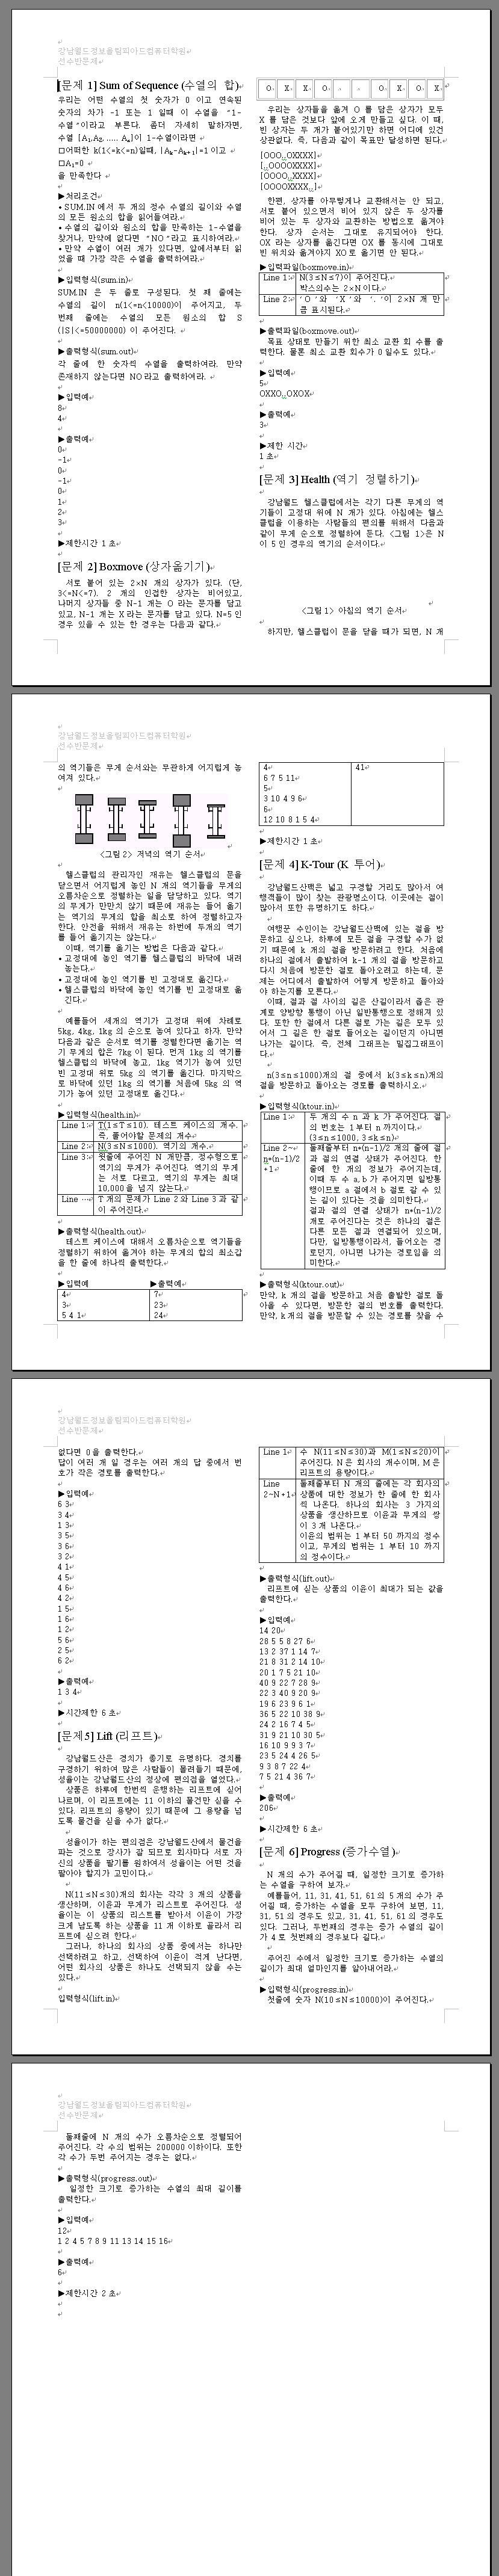 강남월드정보올림피아드컴퓨터학원
선수반문제
[문제 1] Sum of Sequence (수열의 합)
우리는 어떤 수열의 첫 숫자가 0 이고 연속된
숫자의 차가 -1 또는 1 일때 이 수열을 "1-
수열"이라고 부른다. 좀더 자세히 말하자면,
수열 [A1,A2, ..... An]이 1-수열이라면
□어떠한 k(1<=k<=n)일때, |Ak-Ak+1|=1이고
□A1=0
을 만족한다
▶처리조건
• SUM.IN 에서 두 개의 정수 수열의 길이와 수열
의 모든 원소의 합을 읽어들여라.
• 수열의 길이와 원소의 합을 만족하는 1-수열을
찾거나, 만약에 없다면 "NO"라고 표시하여라.
• 만약 수열이 여러 개가 있다면, 앞에서부터 읽
었을 때 가장 작은 수열을 출력하여라.
▶입력형식(sum.in)
SUM.IN 은 두 줄로 구성된다. 첫 째 줄에는
수열의 길이 n(1<=n<10000)이 주어지고, 두
번째 줄에는 수열의 모든 원소의 합 S
(|S|<=50000000) 이 주어진다.
▶출력형식(sum.out)
각 줄에 한 숫자씩 수열을 출력하여라. 만약
존재하지 않는다면 NO라고 출력하여라.
▶입력예
8
4
▶출력예
0
-1
0
-1
0
1
2
3
▶제한시간 1 초
[문제 2] Boxmove (상자옮기기)
서로 붙어 있는 2×N 개의 상자가 있다. (단,
3<=N<=7). 2 개의 인접한 상자는 비어있고,
나머지 상자들 중 N-1 개는 O 라는 문자를 담고
있고, N-1 개는 X 라는 문자를 담고 있다. N=5 인
경우 있을 수 있는 한 경우는 다음과 같다.
O X X O O X O X
우리는 상자들을 옮겨 O 를 담은 상자가 모두
X 를 담은 것보다 앞에 오게 만들고 싶다. 이 때,
빈 상자는 두 개가 붙어있기만 하면 어디에 있건
상관없다. 즉, 다음과 같이 목표만 달성하면 된다.
[OOO␣␣OXXXX]
[␣␣OOOOXXXX]
[OOOO␣␣XXXX]
[OOOOXXXX␣␣]
한편, 상자를 아무렇게나 교환해서는 안 되고,
서로 붙어 있으면서 비어 있지 않은 두 상자를
비어 있는 두 상자와 교환하는 방법으로 옮겨야
한다. 상자 순서는 그대로 유지되어야 한다.
OX 라는 상자를 옮긴다면 OX 를 동시에 그대로
빈 위치와 옮겨야지 XO 로 옮기면 안 된다.
▶입력파일(boxmove.in)
Line 1: N(3≤N≤7)이 주어진다.
박스의수는 2×N이다.
Line 2: 'O'와 'X'와 '.'이 2×N 개 만
큼 표시된다.
▶출력파일(boxmove.out)
목표 상태로 만들기 위한 최소 교환 회 수를 출
력한다. 물론 최소 교환 회수가 0 일수도 있다.
▶입력예
5
OXXO␣␣OXOX
▶출력예
3
▶제한 시간
1 초
[문제 3] Health (역기 정렬하기)
강남월드 헬스클럽에서는 각기 다른 무게의 역
기들이 고정대 위에 N 개가 있다. 아침에는 헬스
클럽을 이용하는 사람들의 편의를 위해서 다음과
같이 무게 순으로 정렬하여 둔다. <그림 1>은 N
이 5 인 경우의 역기의 순서이다.
<그림 1> 아침의 역기 순서
하지만, 헬스클럽이 문을 닫을 때가 되면, N 개
강남월드정보올림피아드컴퓨터학원
선수반문제
의 역기들은 무게 순서와는 무관하게 어지럽게 놓
여져 있다.
<그림 2> 저녁의 역기 순서
헬스클럽의 관리자인 재유는 헬스클럽의 문을
닫으면서 어지럽게 놓인 N 개의 역기들을 무게의
오름차순으로 정렬하는 일을 담당하고 있다. 역기
의 무게가 만만치 않기 때문에 재유는 들어 옮기
는 역기의 무게의 합을 최소로 하여 정렬하고자
한다. 안전을 위해서 재유는 하번에 두개의 역기
를 들어 옮기지는 않는다.
이때, 역기를 옮기는 방법은 다음과 같다.
• 고정대에 놓인 역기를 헬스클럽의 바닥에 내려
놓는다.
• 고정대에 놓인 역기를 빈 고정대로 옮긴다.
• 헬스클럽의 바닥에 놓인 역기를 빈 고정대로 옮
긴다.
예를들어 세개의 역기가 고정대 위에 차례로
5kg, 4kg, 1kg 의 순으로 놓여 있다고 하자. 만약
다음과 같은 순서로 역기를 정렬한다면 옮기는 역
기 무게의 합은 7kg 이 된다. 먼저 1kg 의 역기를
헬스클럽의 바닥에 놓고, 1kg 역기가 놓여 있던
빈 고정대 위로 5kg 의 역기를 옮긴다. 마지막으
로 바닥에 있던 1kg 의 역기를 처음에 5kg 의 역
기가 놓여 있던 고정대로 옮긴다.
▶입력형식(health.in)
Line 1: T(1≤T≤10). 테스트 케이스의 개수.
즉, 풀어야할 문제의 개수
Line 2: N(3≤N≤1000). 역기의 개수.
Line 3: 윗줄에 주어진 N 개만큼, 정수형으로
역기의 무게가 주어진다. 역기의 무게
는 서로 다르고, 역기의 무게는 최대
10,000을 넘지 않는다.
Line … T 개의 문제가 Line 2 와 Line 3 과 같
이 주어진다.
▶출력형식(health.out)
테스트 케이스에 대해서 오름차순으로 역기들을
정렬하기 위하여 옮겨야 하는 무게의 합의 최소값
을 한 줄에 하나씩 출력한다.
▶입력예 ▶출력예
4 7
3 23
5 4 1 24
4 41
6 7 5 11
5
3 10 4 9 6
6
12 10 8 1 5 4
▶제한시간 1 초
[문제 4] K-Tour (K 투어)
강남월드산맥은 넓고 구경할 거리도 많아서 여
행객들이 많이 찾는 관광명소이다. 이곳에는 절이
많아서 또한 유명하기도 하다.
여행꾼 수인이는 강남월드산맥에 있는 절을 방
문하고 싶으나, 하루에 모든 절을 구경할 수가 없
기 때문에 k 개의 절을 방문하려고 한다. 처음에
하나의 절에서 출발하여 k-1 개의 절을 방문하고
다시 처음에 방문한 절로 돌아오려고 하는데, 문
제는 어디에서 출발하여 어떻게 방문하고 돌아와
야 하는지를 모른다.
이때, 절과 절 사이의 길은 산길이라서 좁은 관
계로 양방향 통행이 아닌 일반통행으로 정해져 있
다. 또한 한 절에서 다른 절로 가는 길은 모두 있
어서 그 길은 한 절로 들어오는 길이던지 아니면
나가는 길이다. 즉, 전체 그래프는 밀집그래프이
다.
n(3≤n≤1000)개의 절 중에서 k(3≤k≤n)개의
절을 방문하고 돌아오는 경로를 출력하시오.
▶입력형식(ktour.in)
Line 1: 두 개의 수 n 과 k 가 주어진다. 절
의 번호는 1 부터 n 까지이다.
(3≤n≤1000, 3≤k≤n)
Line 2~ n*(n-1)/2 +1 둘째줄부터 n*(n-1)/2 개의 줄에 절
과 절의 연결 상태가 주어진다. 한
줄에 한 개의 정보가 주어지는데,
이때 두 수 a, b 가 주어지면 일방통
행이므로 a 절에서 b 절로 갈 수 있
는 길이 있다는 것을 의미한다.
절과 절의 연결 상태가 n*(n-1)/2
개로 주어진다는 것은 하나의 절은
다른 모든 절과 연결되어 있으며,
다만, 일방통행이라서, 들어오는 경
로던지, 아니면 나가는 경로임을 의
미한다.
▶출력형식(ktour.out)
만약, k 개의 절을 방문하고 처음 출발한 절로 돌
아올 수 있다면, 방문한 절의 번호를 출력한다.
만약, k 개의 절을 방문할 수 있는 경로를 찾을 수
강남월드정보올림피아드컴퓨터학원
선수반문제
없다면 0 을 출력한다.
답이 여러 개 일 경우는 여러 개의 답 중에서 번
호가 작은 경로를 출력한다.
▶입력예
6 3
3 4
1 3
3 5
3 6
3 2
4 1
4 5
4 6
4 2
1 5
1 6
1 2
5 6
2 5
6 2
▶출력예
1 3 4
▶시간제한 6 초
[문제5] Lift (리프트)
강남월드산은 경치가 좋기로 유명하다. 경치를
구경하기 위하여 많은 사람들이 몰려들기 때문에,
성율이는 강남월드산의 정상에 편의점을 열었다.
상품은 하루에 한번씩 운행하는 리프트에 실어
나르며, 이 리프트에는 11 이하의 물건만 실을 수
있다. 리프트의 용량이 있기 때문에 그 용량을 넘
도록 물건을 싣을 수가 없다.
성율이가 하는 편의점은 강남월드산에서 물건을
파는 것으로 강사가 잘 되므로 회사마다 서로 자
신의 상품을 팔기를 원하여서 성율이는 어떤 것을
팔아야 할지가 고민이다.
N(11≤N≤30)개의 회사는 각각 3 개의 상품을
생산하며, 이윤과 무게가 리스트로 주어진다. 성
율이는 이 상품의 리스트를 받아서 이윤이 가장
크게 남도록 하는 상품을 11 개 이하로 골라서 리
프트에 싣으려 한다.
그러나, 하나의 회사의 상품 중에서는 하나만
선택하려고 하고, 선택하여 이윤이 적게 난다면,
어떤 회사의 상품은 하나도 선택되지 않을 수는
있다.
입력형식(lift.in)
Line 1 수 N(11≤N≤30)과 M(1≤N≤20)이
주어진다. N 은 회사의 개수이며, M 은
리프트의 용량이다.
Line 2~N+1 둘째줄부터 N 개의 줄에는 각 회사의
상품에 대한 정보가 한 줄에 한 회사
씩 나온다. 하나의 회사는 3 가지의
상품을 생산하므로 이윤과 무게의 쌍
이 3개 나온다.
이윤의 범위는 1 부터 50 까지의 정수
이고, 무게의 범위는 1 부터 10 까지
의 정수이다.
▶출력형식(lift.out)
리프트에 싣는 상품의 이윤이 최대가 되는 값을
출력한다.
▶입력예
14 20
28 5 5 8 27 6
13 2 37 1 14 7
21 8 31 2 14 10
20 1 7 5 21 10
40 9 22 7 28 9
22 3 40 9 20 9
19 6 23 9 6 1
36 5 22 10 38 9
24 2 16 7 4 5
31 9 21 10 30 5
16 10 9 9 3 7
23 5 24 4 26 5
9 3 8 7 22 4
7 5 21 4 36 7
▶출력예
206
▶시간제한 6 초
[문제 6] Progress (증가수열)
N 개의 수가 주어질 때, 일정한 크기로 증가하
는 수열을 구하여 보자.
예를들어, 11, 31, 41, 51, 61 의 5 개의 수가 주
어질 때, 증가하는 수열을 모두 구하여 보면, 11,
31, 51 의 경우도 있고, 31, 41, 51, 61 의 경우도
있다. 그러나, 두번째의 경우는 증가 수열의 길이
가 4 로 첫번째의 경우보다 길다.
주어진 수에서 일정한 크기로 증가하는 수열의
길이가 최대 얼마인지를 알아내어라.
▶입력형식(progress.in)
첫줄에 숫자 N(10≤N≤10000)이 주어진다.
강남월드정보올림피아드컴퓨터학원
선수반문제
둘째줄에 N 개의 수가 오름차순으로 정렬되어
주어진다. 각 수의 범위는 200000 이하이다. 또한
각 수가 두번 주어지는 경우는 없다.
▶출력형식(progress.out)
일정한 크기로 증가하는 수열의 최대 길이를
출력한다.
▶입력예
12
1 2 4 5 7 8 9 11 13 14 15 16
▶출력예
6
▶제한시간 2 초